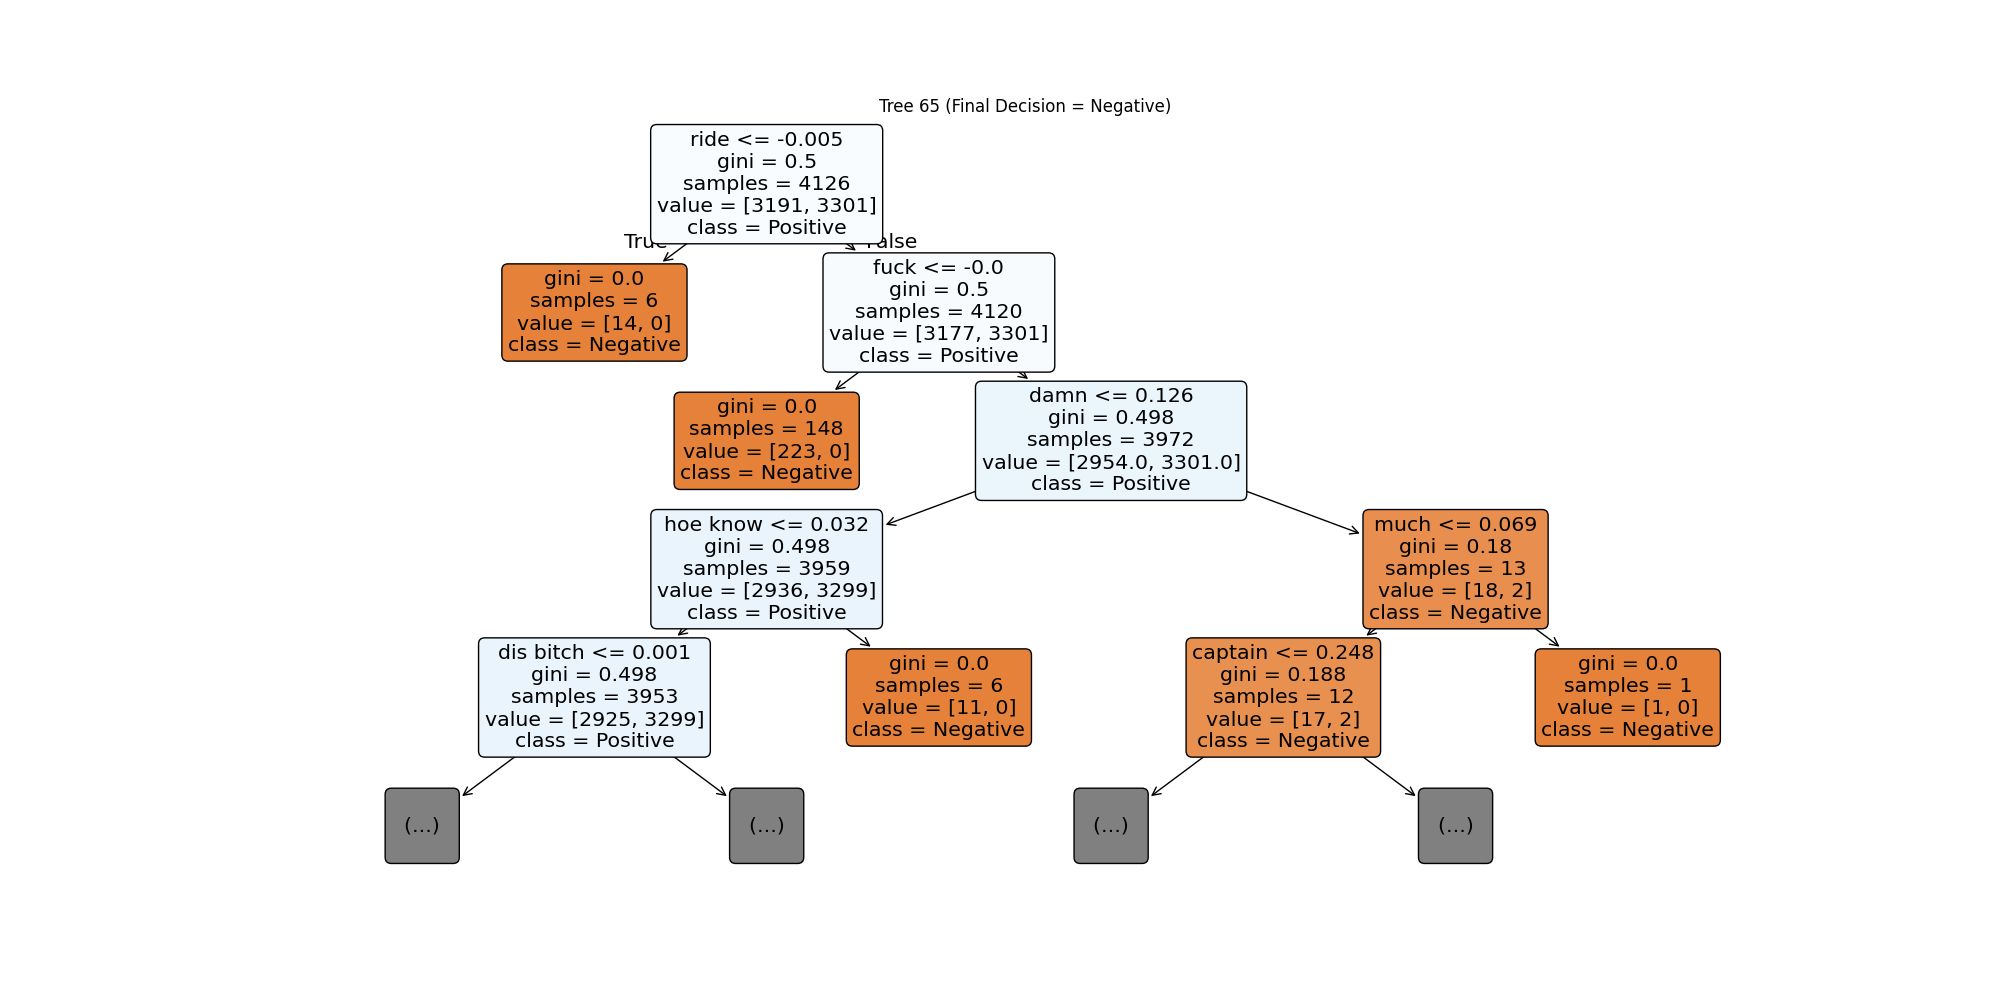 Tree 65 (Final Decision = Negative)
ride <= -0.005
gini = 0.5
samples = 4126
value = [3191, 3301]
class = Positive
True
False
gini = 0.0
samples = 6
value = [14, 0]
class = Negative
fuck <= -0.0
gini = 0.5
samples = 4120
value = [3177, 3301]
class = Positive
gini = 0.0
samples = 148
value = [223, 0]
class = Negative
damn <= 0.126
gini = 0.498
samples = 3972
value = [2954.0, 3301.0]
class = Positive
hoe know <= 0.032
gini = 0.498
samples = 3959
value = [2936, 3299]
class = Positive
much <= 0.069
gini = 0.18
samples = 13
value = [18, 2]
class = Negative
dis bitch <= 0.001
gini = 0.498
samples = 3953
value = [2925, 3299]
class = Positive
gini = 0.0
samples = 6
value = [11, 0]
class = Negative
captain <= 0.248
gini = 0.188
samples = 12
value = [17, 2]
class = Negative
gini = 0.0
samples = 1
value = [1, 0]
class = Negative
(...)
(...)
(...)
(...)